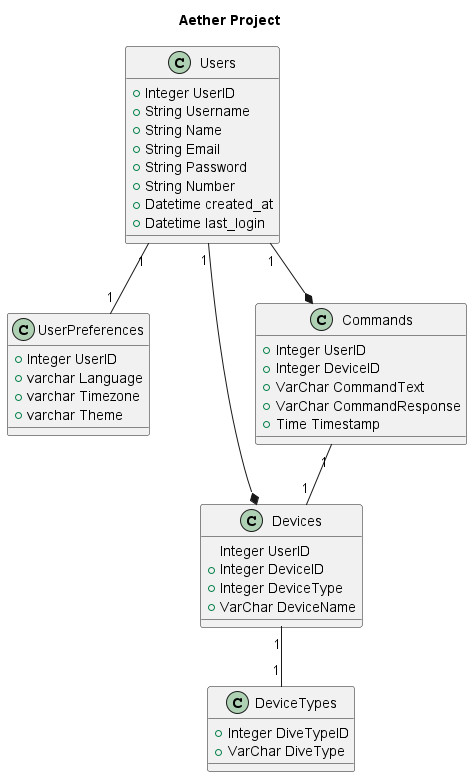 Aether Project
C Users
Integer UserID
String Username
String Name
String Email
String Password
String Number
Datetime created_at
Datetime last_login
1 1 1
1
C UserPreferences
Integer UserID
varchar Language
varchar Timezone
varchar Theme
C Commands
Integer UserID
Integer DeviceID
VarChar CommandText
VarChar CommandResponse
Time Timestamp
1
1
C Devices
Integer UserID
Integer DeviceID
Integer DeviceType
VarChar DeviceName
1
1
C DeviceTypes
Integer DiveTypeID
VarChar DiveType